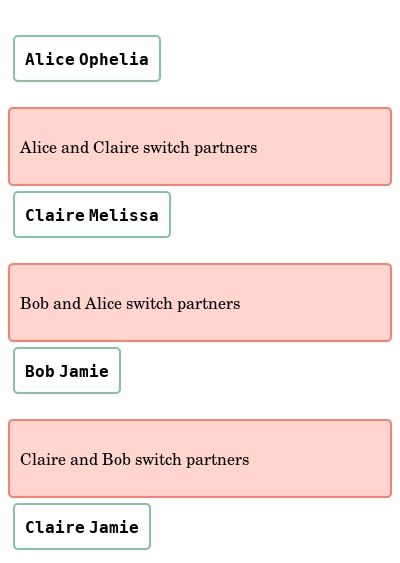 Alice Ophelia
Alice and Claire switch partners
Claire Melissa
Bob and Alice switch partners
Bob Jamie
Claire and Bob switch partners
Claire Jamie